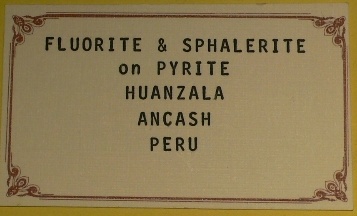 FLUORITE & SPHALERITE
on PYRITE
HUANZALA
ANCASH
PERU